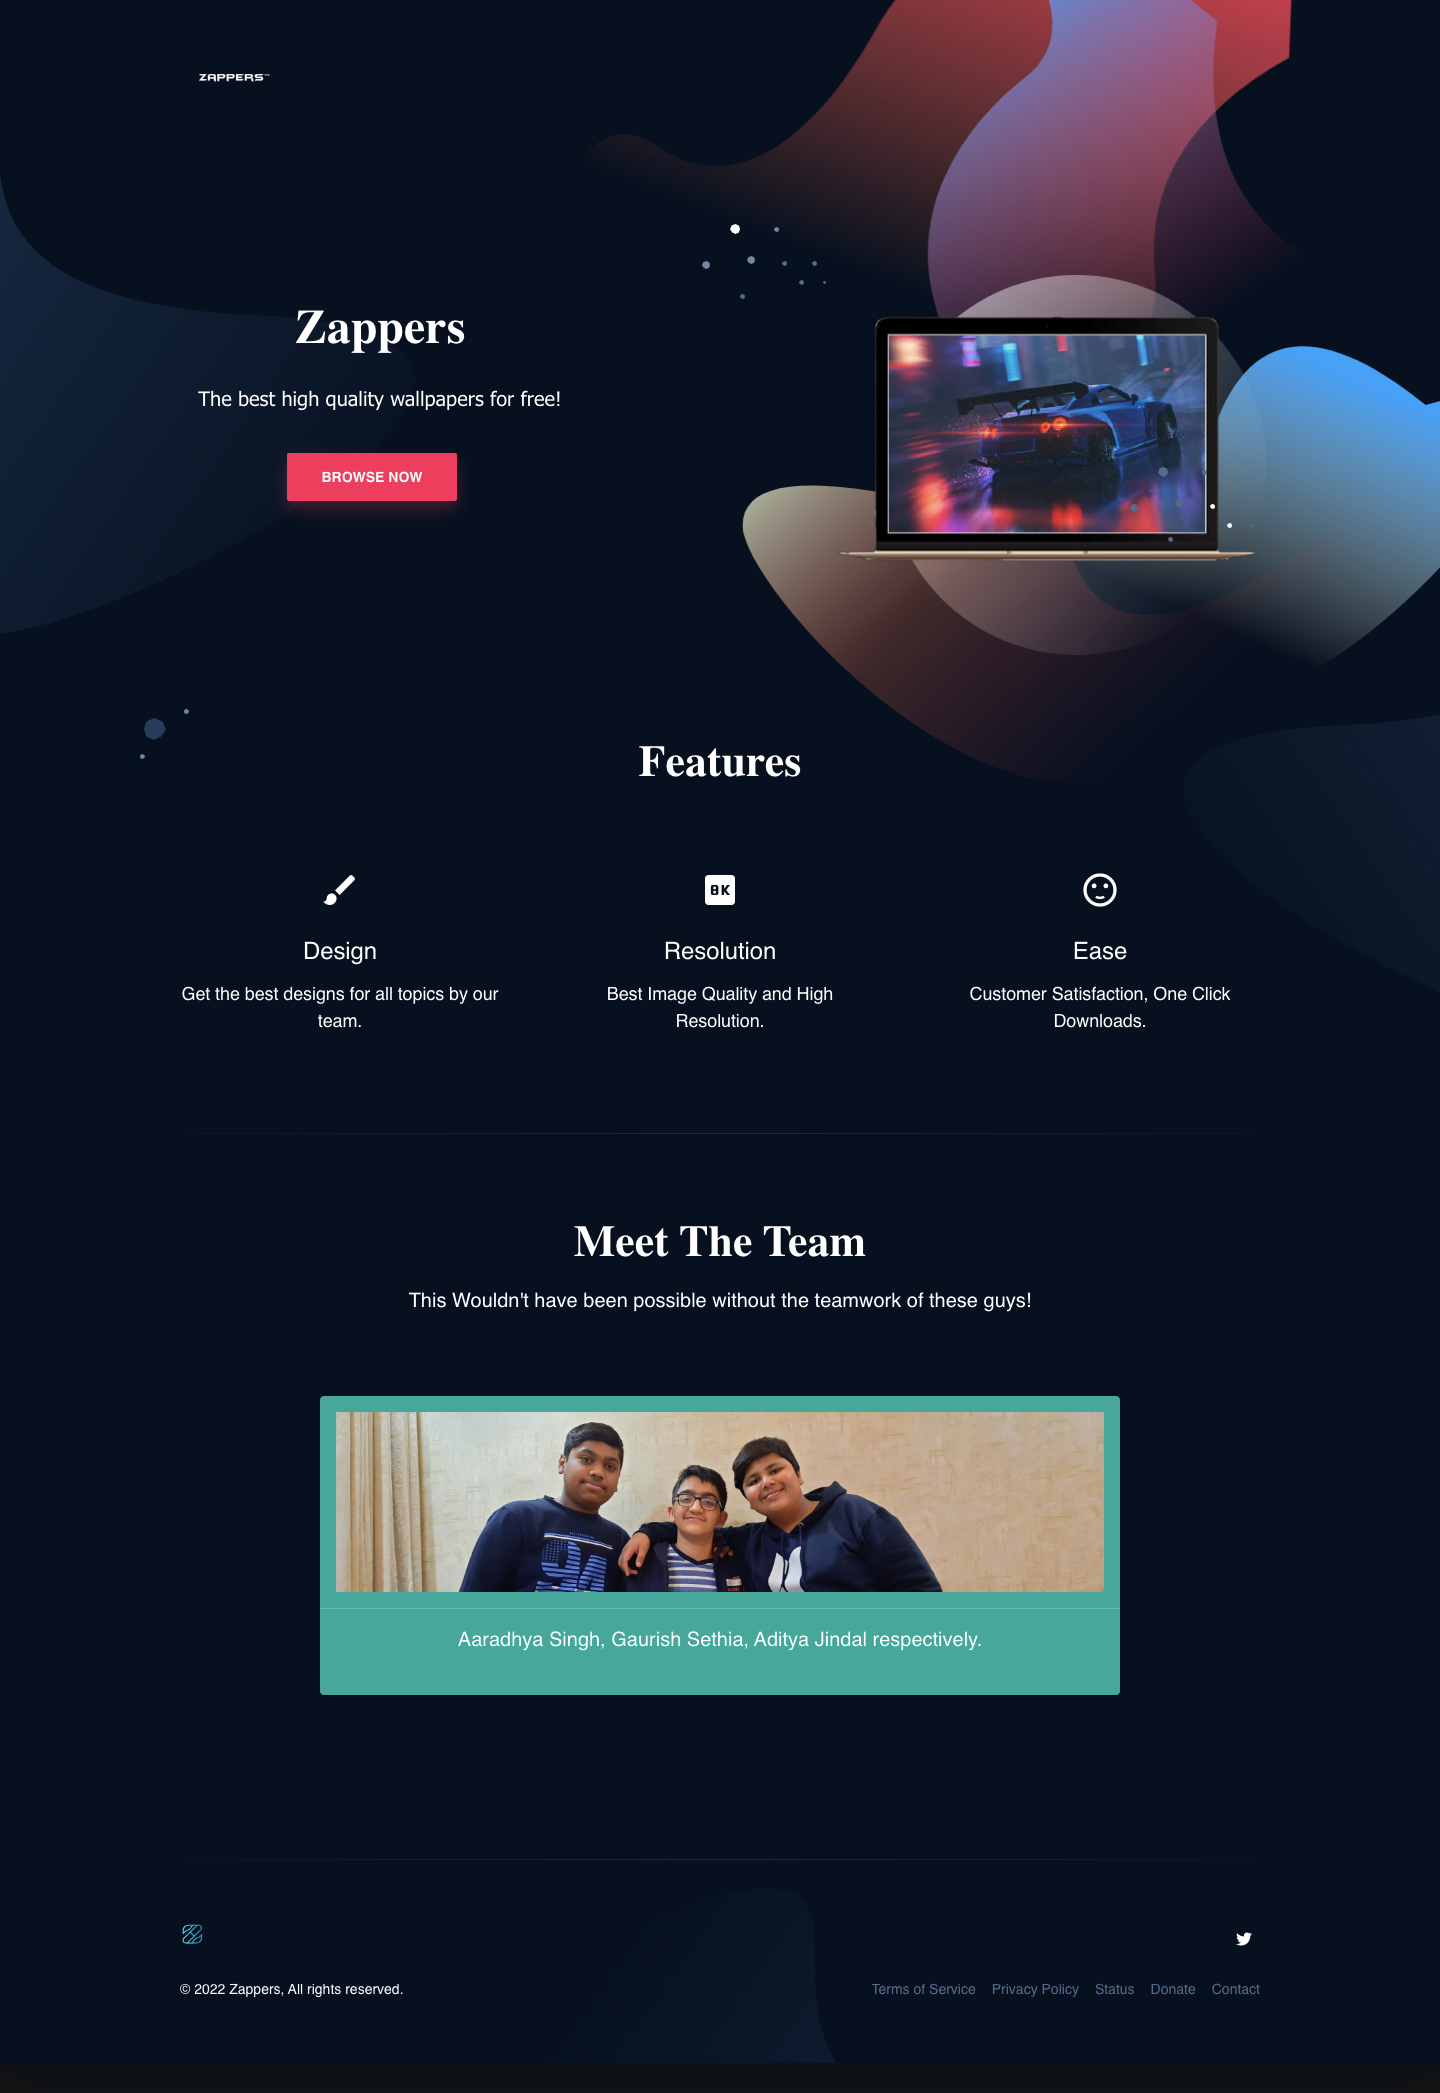 ZAPPERS™
Zappers
The best high quality wallpapers for free!
BROWSE NOW
Features
8K
Design
Resolution
Ease
Get the best designs for all topics by our
team.
Best Image Quality and High
Resolution.
Customer Satisfaction, One Click
Downloads.
Meet The Team
This Wouldn't have been possible without the teamwork of these guys!
Aaradhya Singh, Gaurish Sethia, Aditya Jindal respectively.
© 2022 Zappers, All rights reserved.
Terms of Service Privacy Policy Status Donate Contact